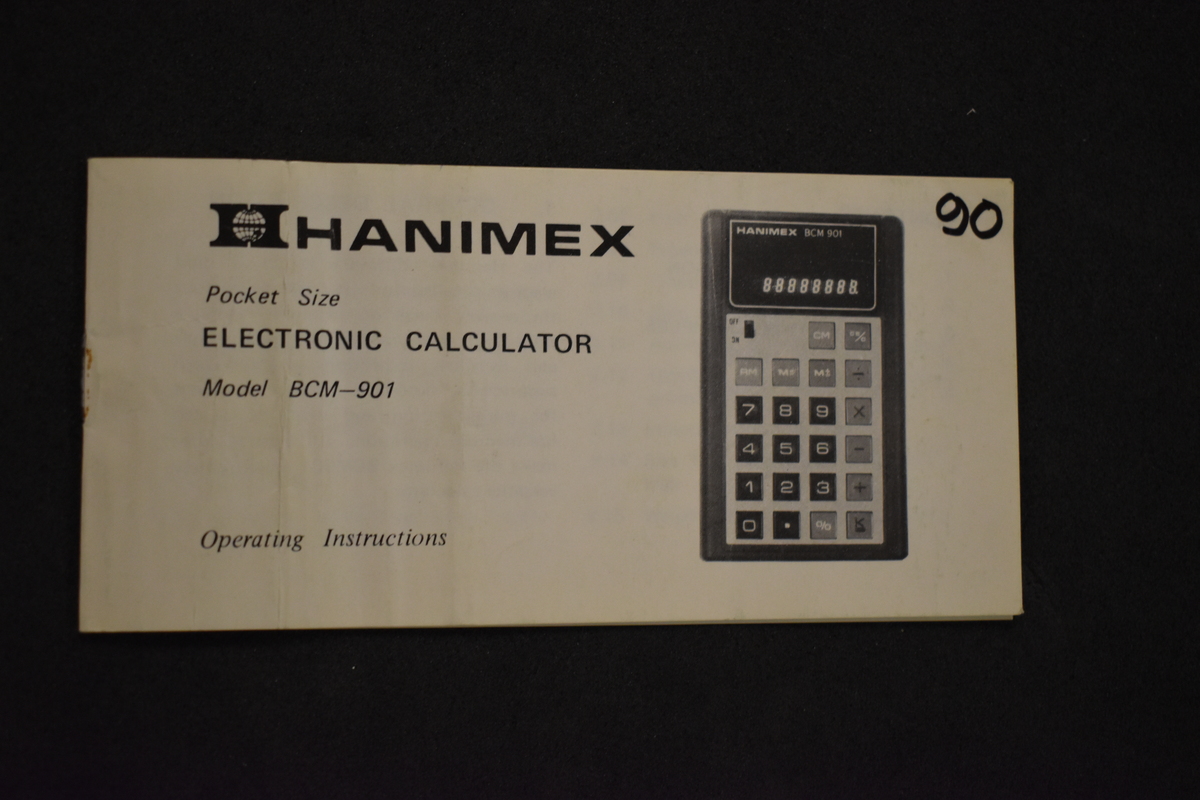 HANIMEX
Pocket Size
ELECTRONIC CALCULATOR
Model BCM-901
Operating Instructions
90
HANIMEX BCM 901
88888888.
OFF
ON
CM
RM M±
÷
7 8 9 ×
4 5 6 −
1 2 3 +
0 . %